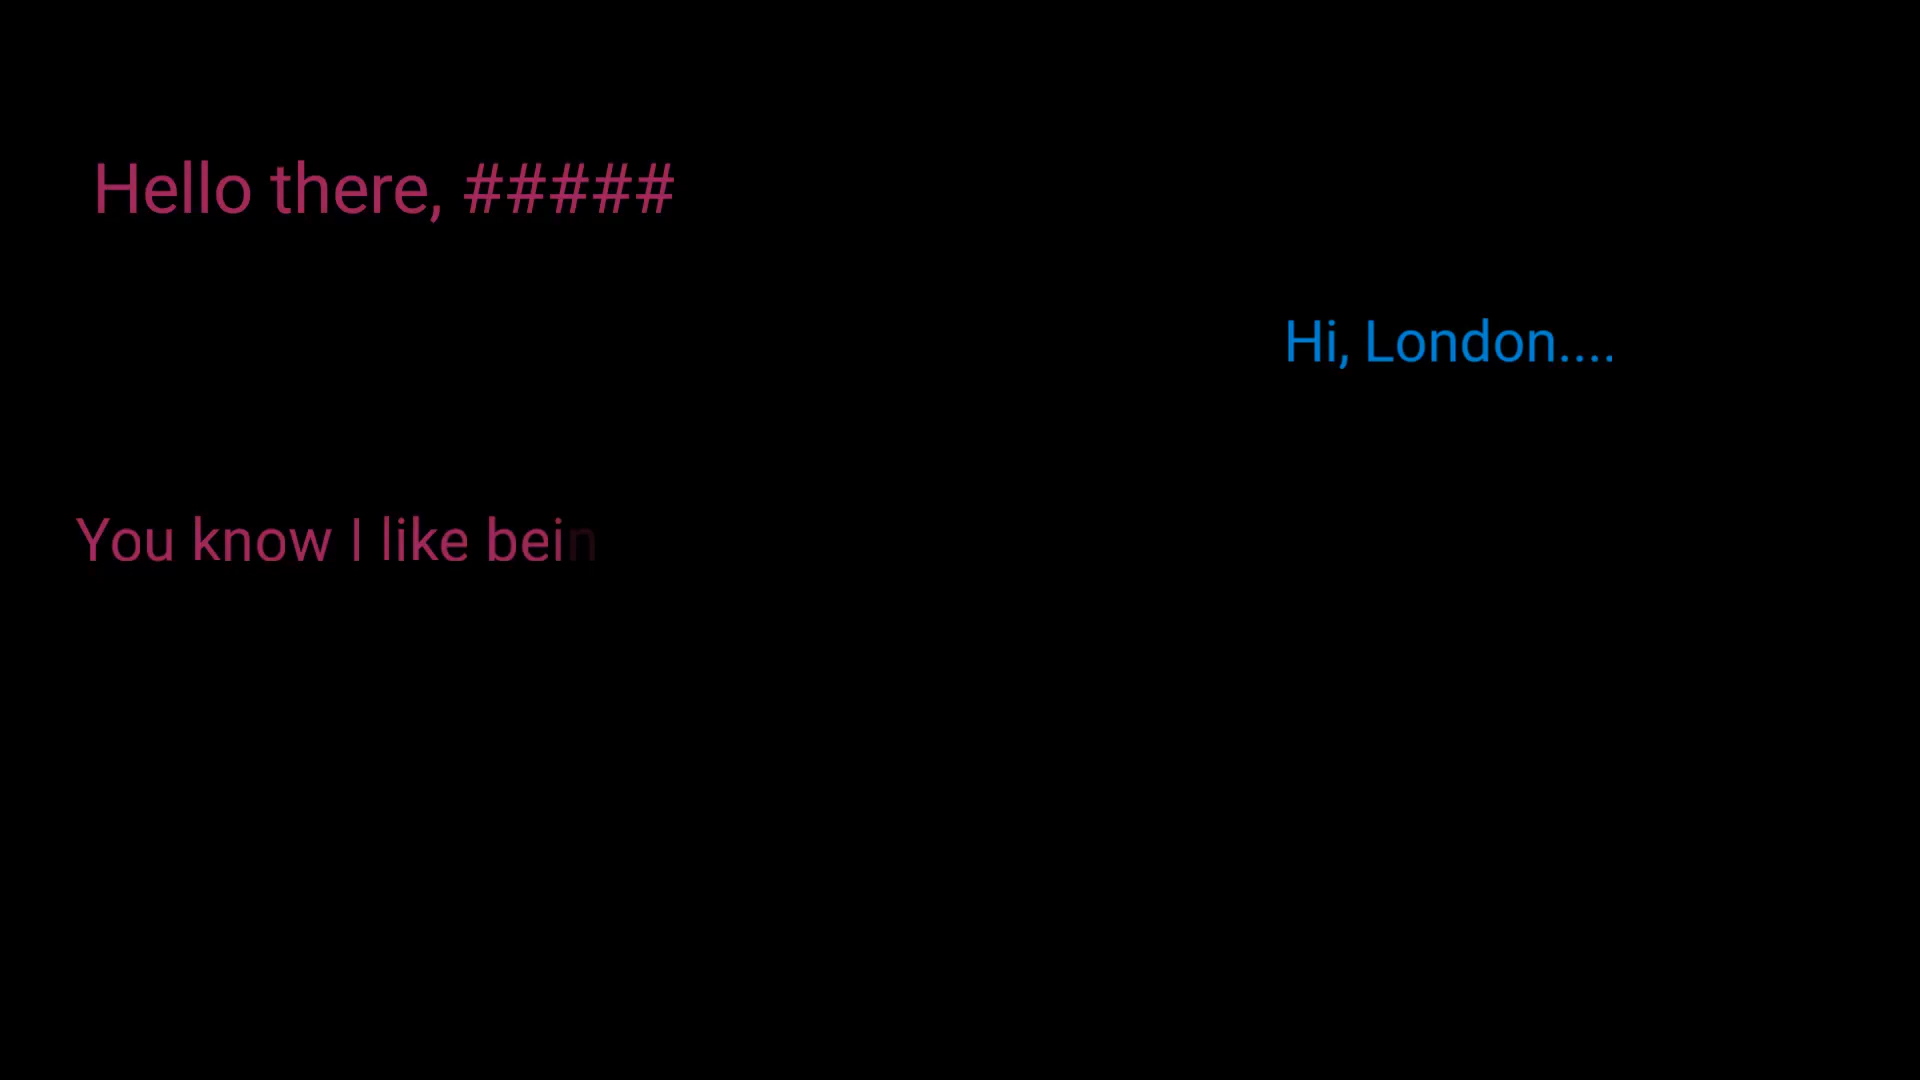 Hello there, #####
Hi, London....
You know I like bein